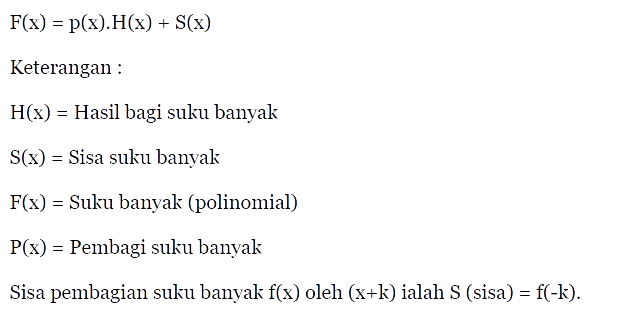 F(x) = p(x).H(x) + S(x)
Keterangan :
H(x) = Hasil bagi suku banyak
S(x) = Sisa suku banyak
F(x) = Suku banyak (polinomial)
P(x) = Pembagi suku banyak
Sisa pembagian suku banyak f(x) oleh (x+k) ialah S (sisa) = f(-k).